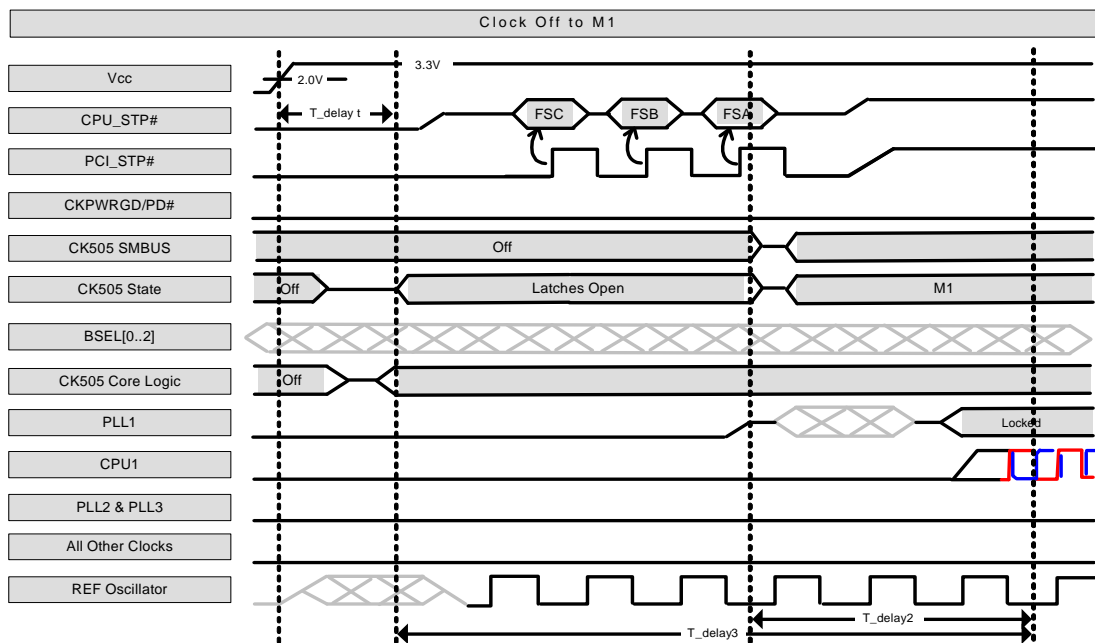 Clock Off to M1
Vcc
2.0V
3.3V
T_delay t
CPU_STP#
FSC
FSB
FSA
PCI_STP#
CKPWRGD/PD#
CK505 SMBUS
Off
CK505 State
Off
Latches Open
M1
BSEL[0..2]
CK505 Core Logic
Off
PLL1
Locked
CPU1
PLL2 & PLL3
All Other Clocks
REF Oscillator
T_delay2
T_delay3